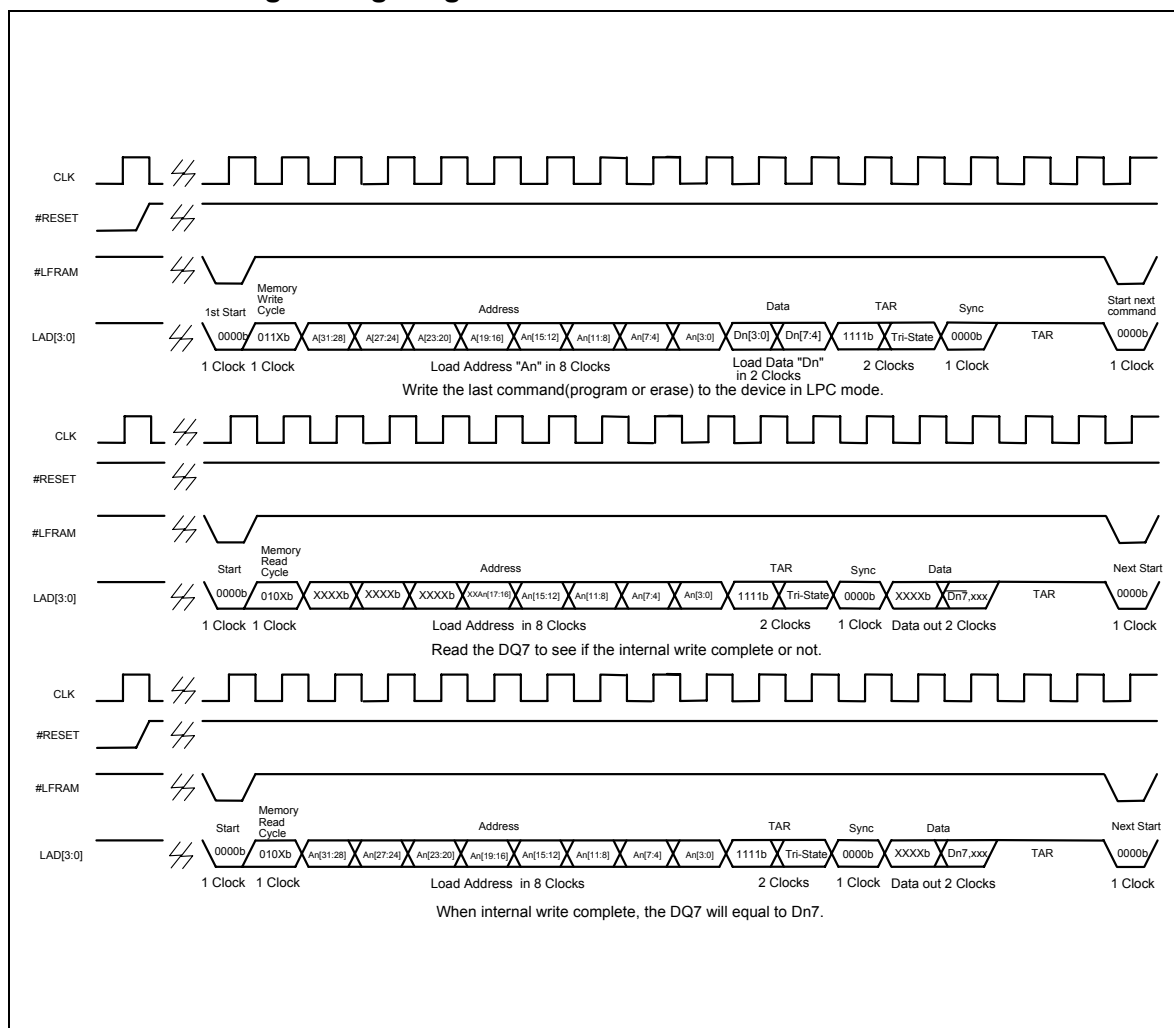 CLK
#RESET
#LFRAM
1st Start
Memory
Write
Cycle
Address
Data
TAR
Sync
Start next
command
LAD[3:0]
0000b 011Xb A[31:28] A[27:24] A[23:20] A[19:16] An[15:12] An[11:8] An[7:4] An[3:0] Dn[3:0] Dn[7:4] 1111b Tri-State 0000b TAR 0000b
1 Clock 1 Clock Load Address "An" in 8 Clocks Load Data "Dn"
in 2 Clocks
2 Clocks 1 Clock 1 Clock
Write the last command(program or erase) to the device in LPC mode.
CLK
#RESET
#LFRAM
Start
Memory
Read
Cycle
Address
TAR
Sync
Data
Next Start
LAD[3:0]
0000b 010Xb XXXXb XXXXb XXXXb XXAn[17:16] An[15:12] An[11:8] An[7:4] An[3:0] 1111b Tri-State 0000b XXXXb Dn7,xxx TAR 0000b
1 Clock 1 Clock Load Address in 8 Clocks 2 Clocks 1 Clock Data out 2 Clocks 1 Clock
Read the DQ7 to see if the internal write complete or not.
CLK
#RESET
#LFRAM
Start
Memory
Read
Cycle
Address
TAR
Sync
Data
Next Start
LAD[3:0]
0000b 010Xb An[31:28] An[27:24] An[23:20] An[19:16] An[15:12] An[11:8] An[7:4] An[3:0] 1111b Tri-State 0000b XXXXb Dn7,xxx TAR 0000b
1 Clock 1 Clock Load Address in 8 Clocks 2 Clocks 1 Clock Data out 2 Clocks 1 Clock
When internal write complete, the DQ7 will equal to Dn7.